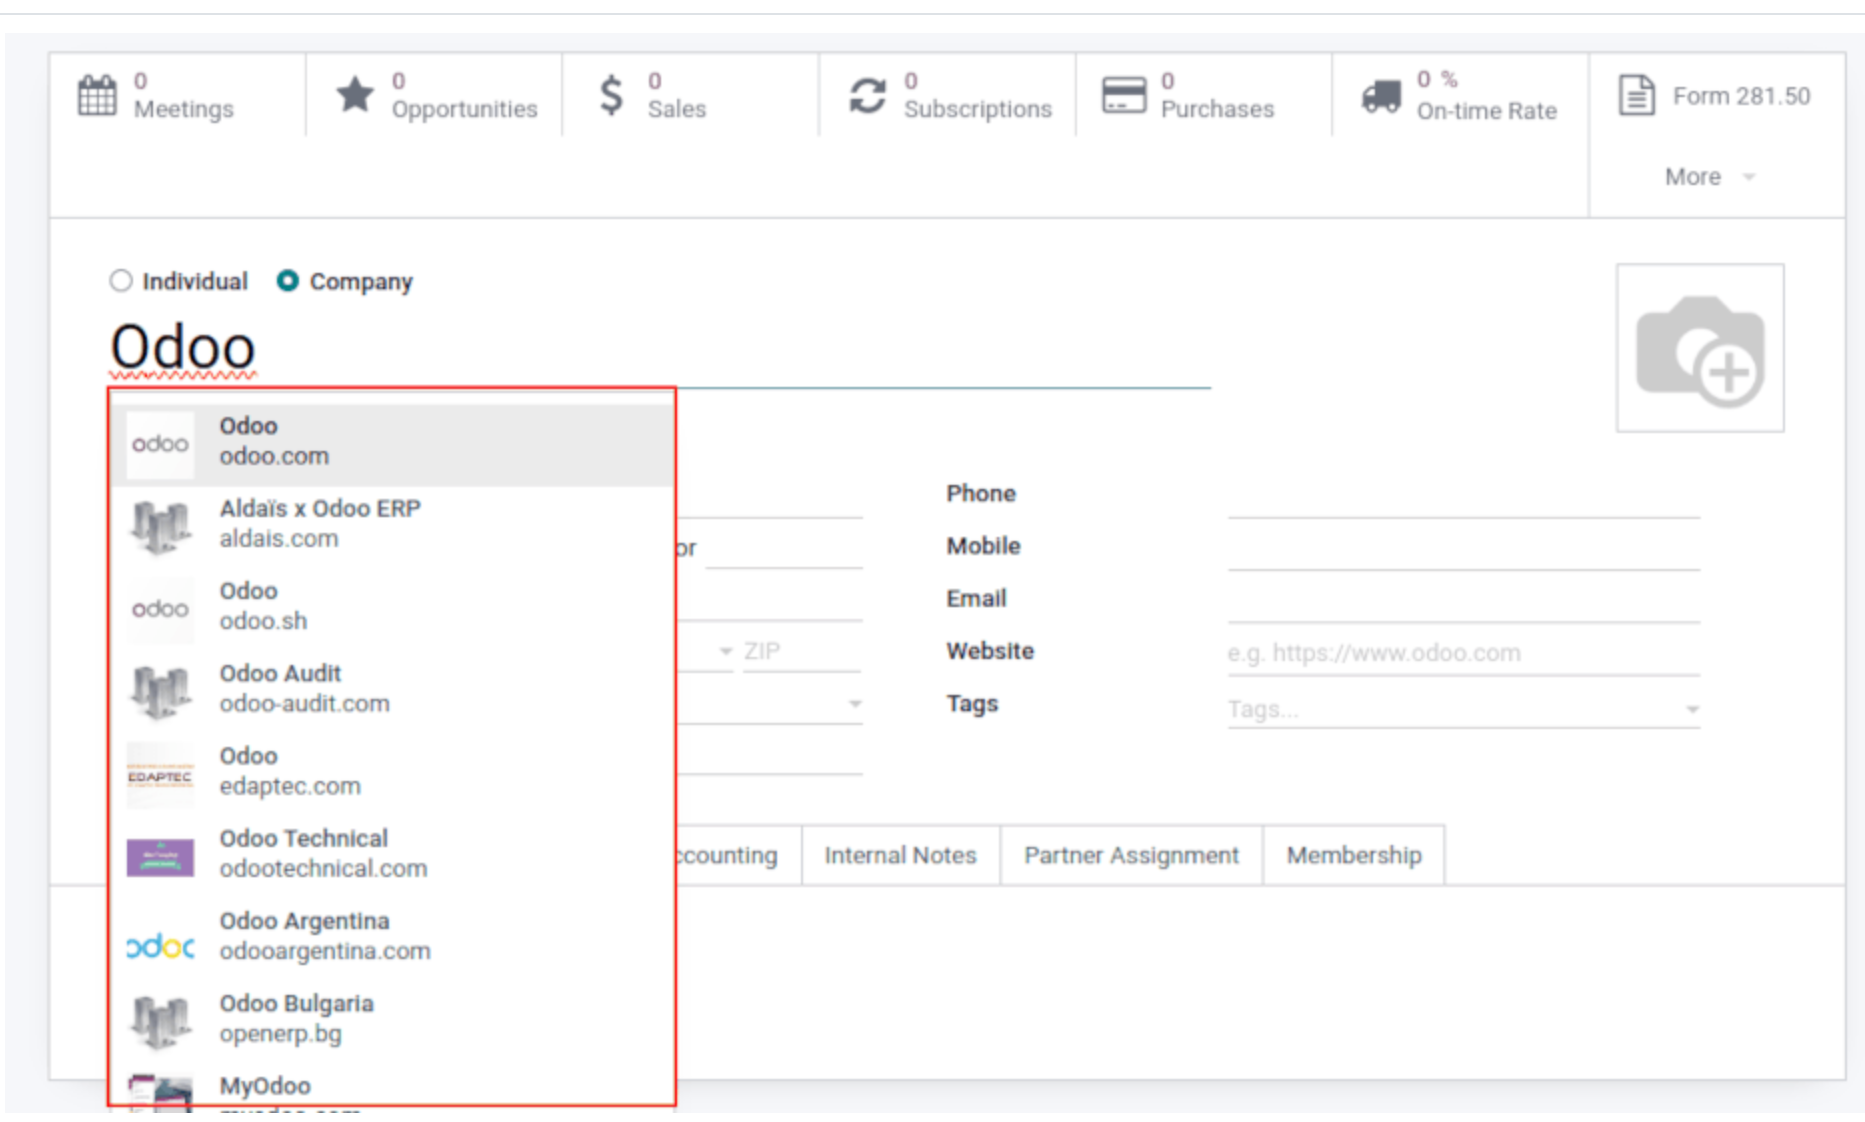 0
Meetings
0
Opportunities
0
Sales
0
Subscriptions
0
Purchases
0 %
On-time Rate
Form 281.50
More
Individual
Company
Odoo
odoo
Odoo
odoo.com
Aldaïs x Odoo ERP
aldais.com
odoo
Odoo
odoo.sh
Odoo Audit
odoo-audit.com
EDAPTEC
Odoo
edaptec.com
Odoo Technical
odootechnical.com
odoo
Odoo Argentina
odooargentina.com
Odoo Bulgaria
openerp.bg
MyOdoo
or
ZIP
Phone
Mobile
Email
Website
e.g. https://www.odoo.com
Tags
Tags...
ccounting
Internal Notes
Partner Assignment
Membership